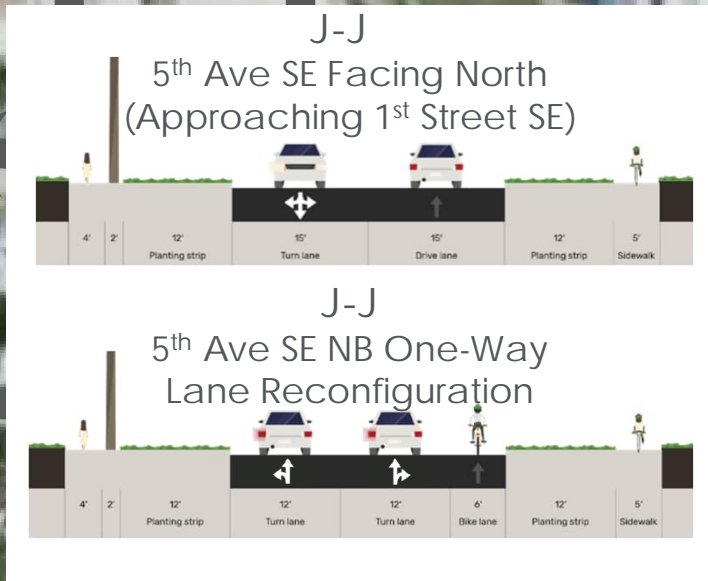 J-J
5th Ave SE Facing North
(Approaching 1st Street SE)
4' 2' 12' 15' 15' 12' 5'
Planting strip Turn lane Drive lane Planting strip Sidewalk
J-J
5th Ave SE NB One-Way
Lane Reconfiguration
4' 2' 12' 12' 12' 6' 12' 5'
Planting strip Turn lane Turn lane Bike lane Planting strip Sidewalk